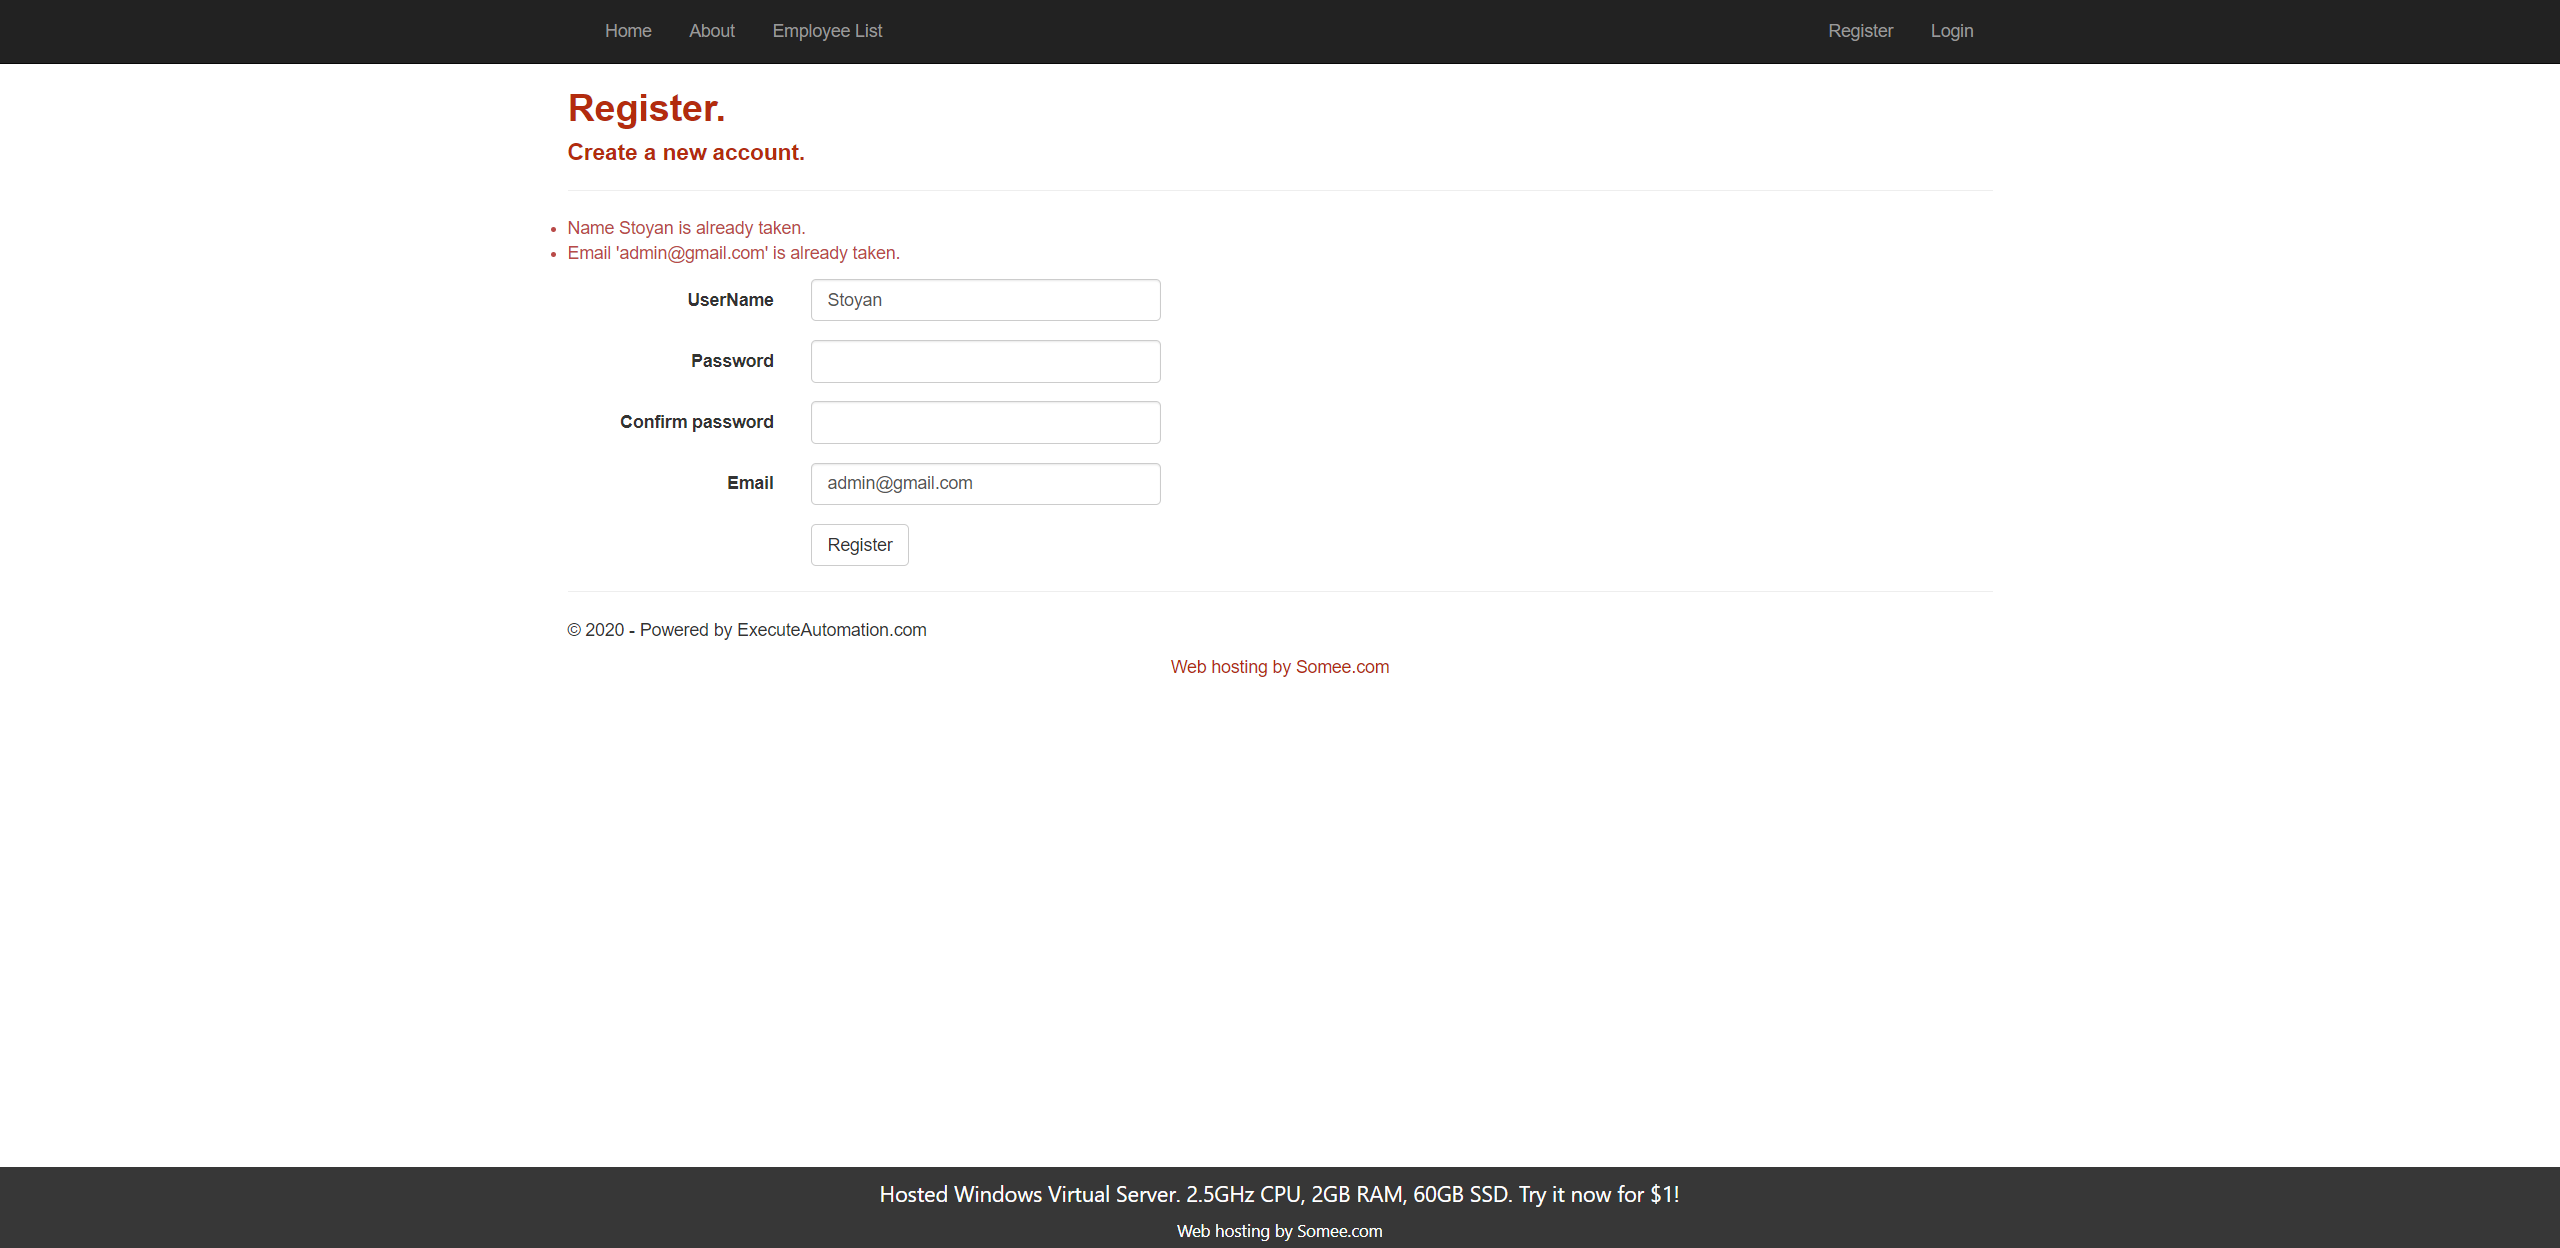 Home About Employee List Register Login
Register.
Create a new account.
Name Stoyan is already taken.
Email 'admin@gmail.com' is already taken.
UserName Stoyan
Password
Confirm password
Email admin@gmail.com
Register
© 2020 - Powered by ExecuteAutomation.com
Web hosting by Somee.com
Hosted Windows Virtual Server. 2.5GHz CPU, 2GB RAM, 60GB SSD. Try it now for $1!
Web hosting by Somee.com